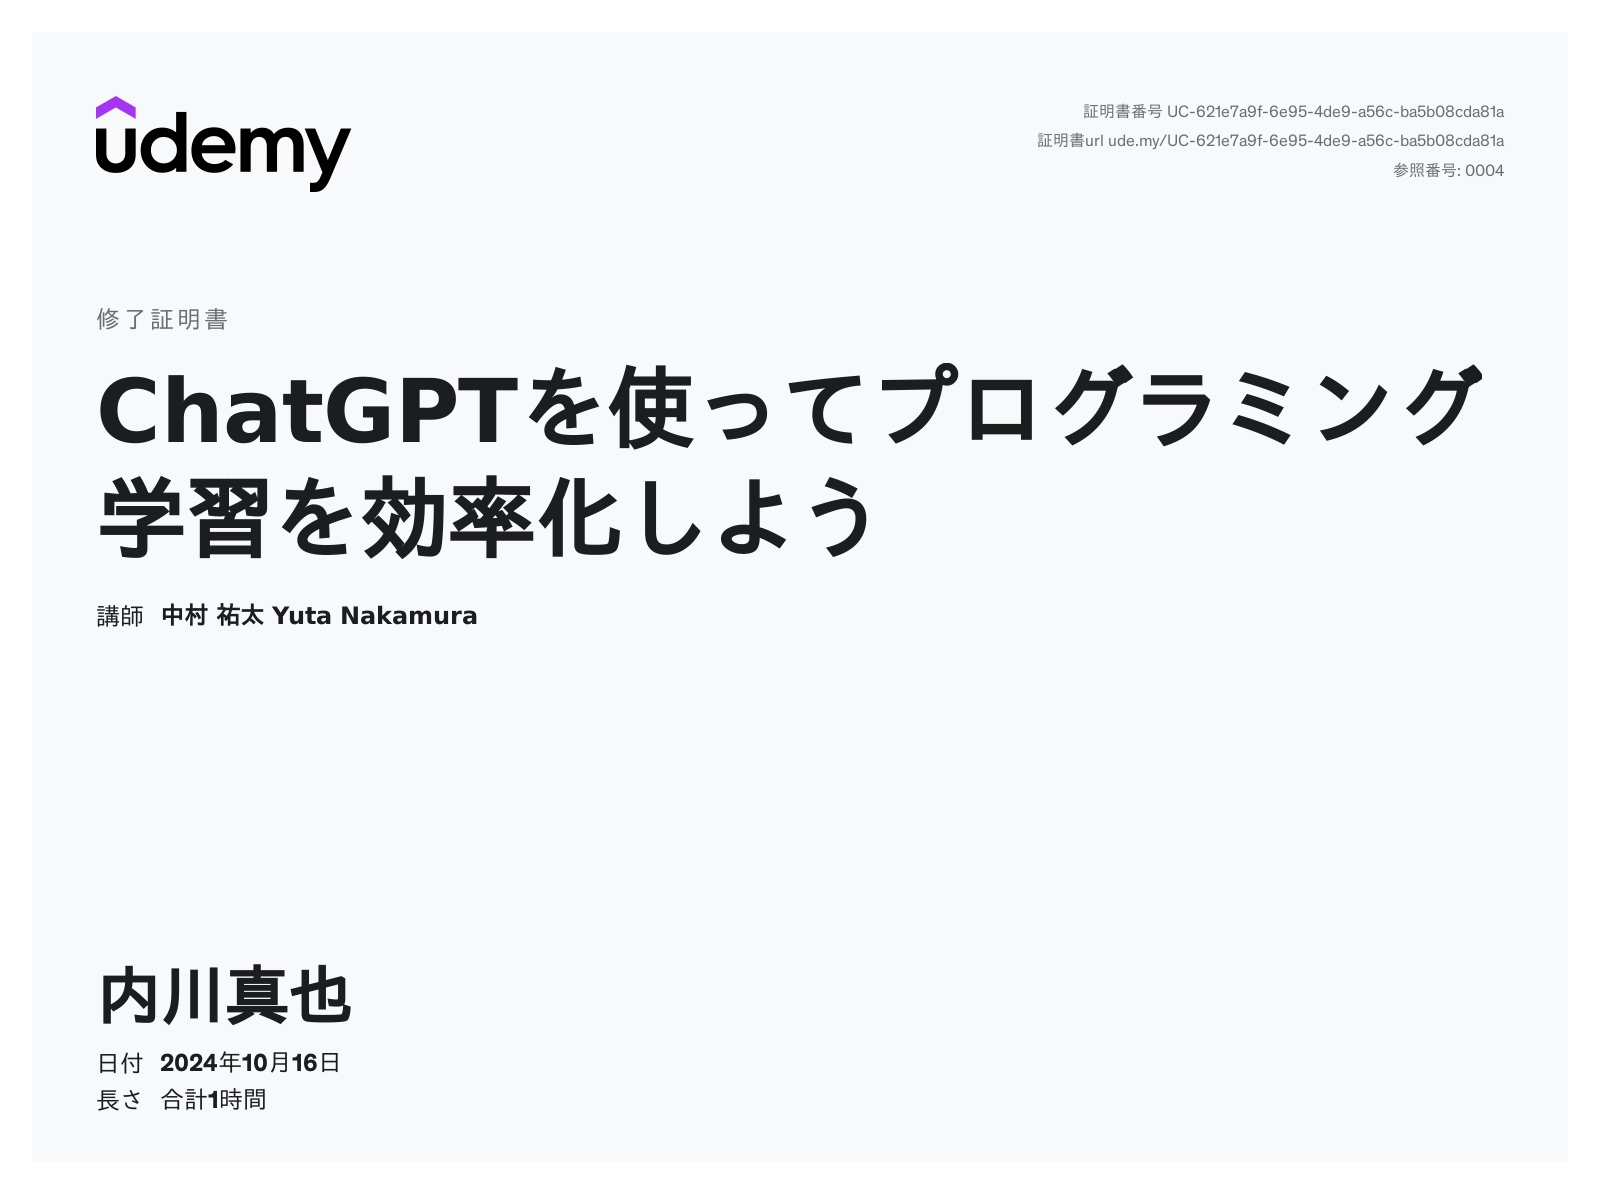 udemy
証明書番号 UC-621e7a9f-6e95-4de9-a56c-ba5b08cda81a
証明書url ude.my/UC-621e7a9f-6e95-4de9-a56c-ba5b08cda81a
参照番号: 0004
修了証明書
ChatGPTを使ってプログラミング
学習を効率化しよう
講師 中村 祐太 Yuta Nakamura
内川真也
日付 2024年10月16日
長さ 合計1時間